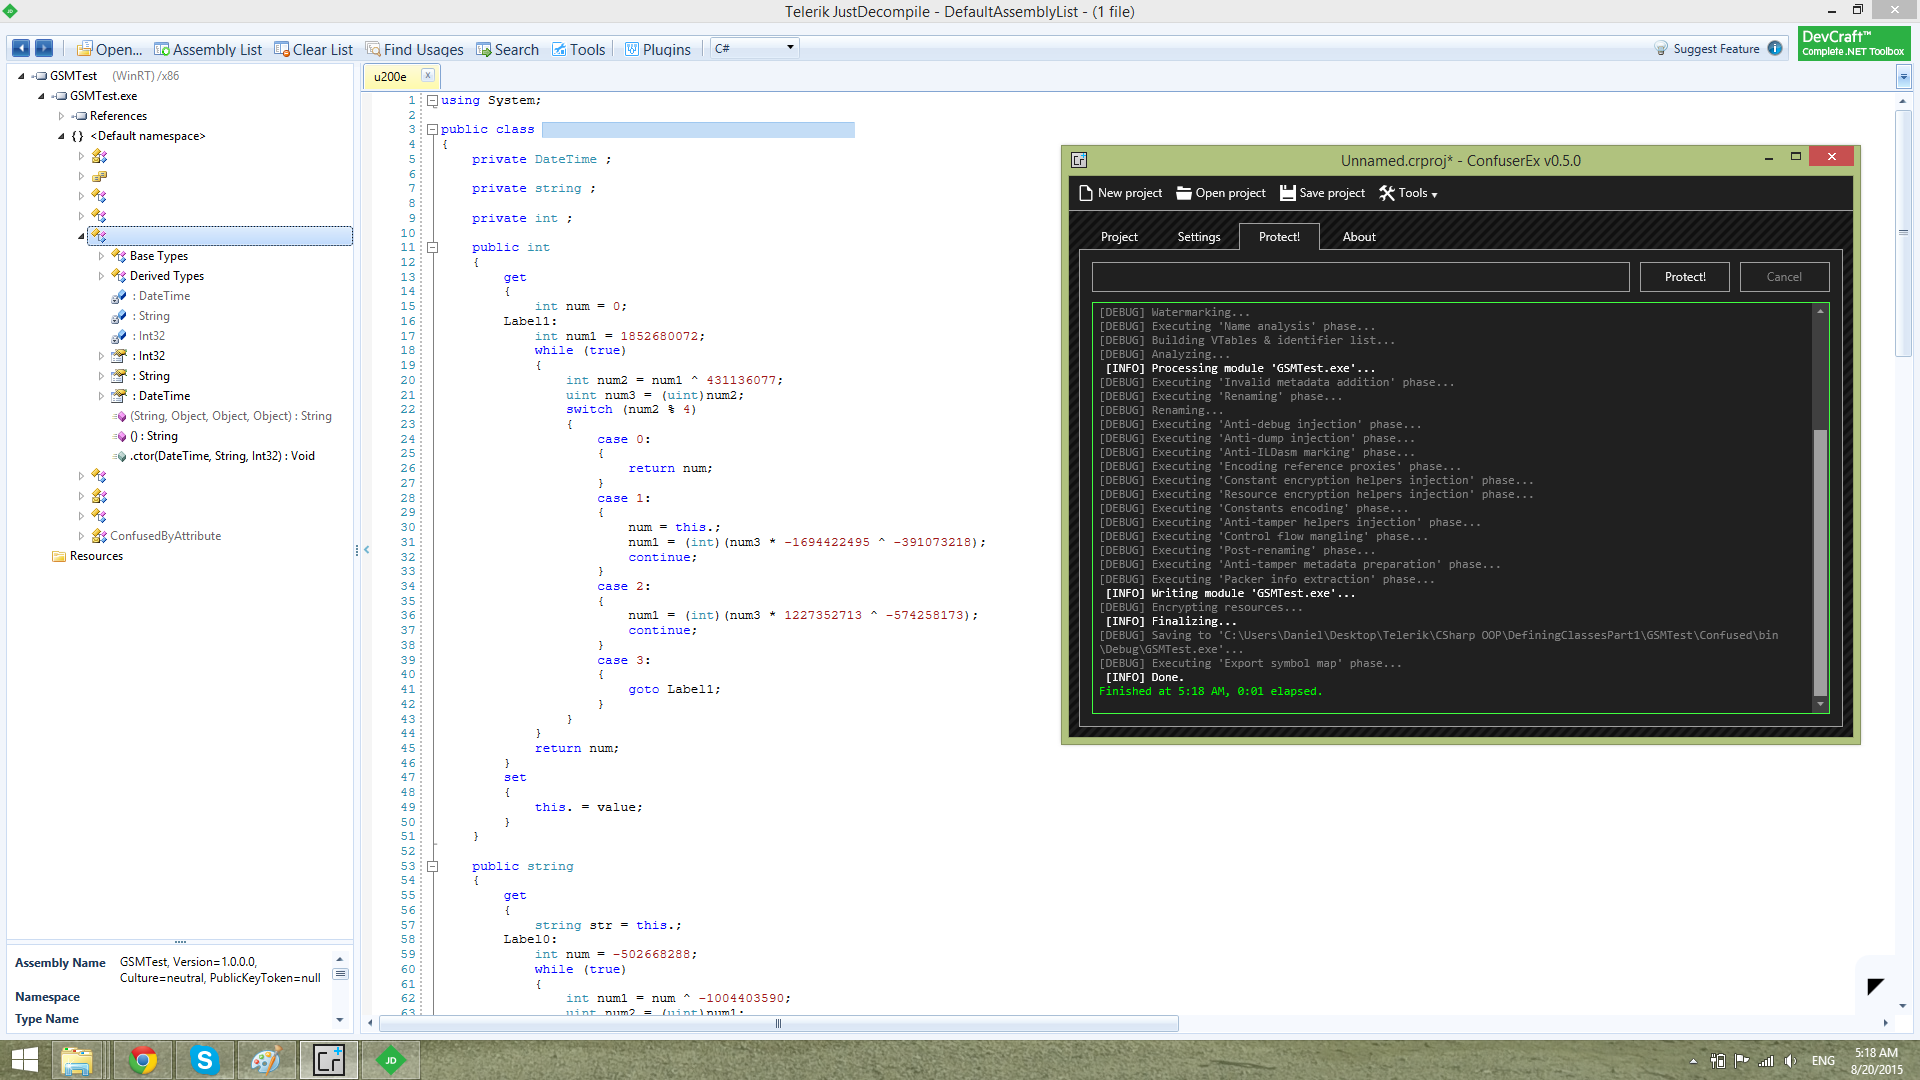 Telerik JustDecompile - DefaultAssemblyList - (1 file)
Open... Assembly List Clear List Find Usages Search Tools Plugins C# Suggest Feature
DevCraft™
Complete .NET Toolbox
GSMTest (WinRT) /x86
GSMTest.exe
References
{} <Default namespace>
Base Types
Derived Types
: DateTime
: String
: Int32
: Int32
: String
: DateTime
(String, Object, Object, Object) : String
() : String
.ctor(DateTime, String, Int32) : Void
ConfusedByAttribute
Resources
Assembly Name GSMTest, Version=1.0.0.0,
Culture=neutral, PublicKeyToken=null
Namespace
Type Name
u200e x
1 using System;
2
3 public class
4 {
5 private DateTime ;
6
7 private string ;
8
9 private int ;
10
11 public int
12 {
13 get
14 {
15 int num = 0;
16 Label1:
17 int num1 = 1852680072;
18 while (true)
19 {
20 int num2 = num1 ^ 431136077;
21 uint num3 = (uint)num2;
22 switch (num2 % 4)
23 {
24 case 0:
25 {
26 return num;
27 }
28 case 1:
29 {
30 num = this.;
31 num1 = (int)(num3 * -1694422495 ^ -391073218);
32 continue;
33 }
34 case 2:
35 {
36 num1 = (int)(num3 * 1227352713 ^ -574258173);
37 continue;
38 }
39 case 3:
40 {
41 goto Label1;
42 }
43 }
44 }
45 return num;
46 }
47 set
48 {
49 this. = value;
50 }
51 }
52
53 public string
54 {
55 get
56 {
57 string str = this.;
58 Label0:
59 int num = -502668288;
60 while (true)
61 {
62 int num1 = num ^ -1004403590;
63 uint num2 = (uint)num1;
Unnamed.crproj* - ConfuserEx v0.5.0
New project Open project Save project Tools
Project Settings Protect! About
Protect! Cancel
[DEBUG] Watermarking...
[DEBUG] Executing 'Name analysis' phase...
[DEBUG] Building VTables & identifier list...
[DEBUG] Analyzing...
[INFO] Processing module 'GSMTest.exe'...
[DEBUG] Executing 'Invalid metadata addition' phase...
[DEBUG] Executing 'Renaming' phase...
[DEBUG] Renaming...
[DEBUG] Executing 'Anti-debug injection' phase...
[DEBUG] Executing 'Anti-dump injection' phase...
[DEBUG] Executing 'Anti-ILDasm marking' phase...
[DEBUG] Executing 'Encoding reference proxies' phase...
[DEBUG] Executing 'Constant encryption helpers injection' phase...
[DEBUG] Executing 'Resource encryption helpers injection' phase...
[DEBUG] Executing 'Constants encoding' phase...
[DEBUG] Executing 'Anti-tamper helpers injection' phase...
[DEBUG] Executing 'Control flow mangling' phase...
[DEBUG] Executing 'Post-renaming' phase...
[DEBUG] Executing 'Anti-tamper metadata preparation' phase...
[DEBUG] Executing 'Packer info extraction' phase...
[INFO] Writing module 'GSMTest.exe'...
[DEBUG] Encrypting resources...
[INFO] Finalizing...
[DEBUG] Saving to 'C:\Users\Daniel\Desktop\Telerik\CSharp OOP\DefiningClassesPart1\GSMTest\Confused\bin
\Debug\GSMTest.exe'...
[DEBUG] Executing 'Export symbol map' phase...
[INFO] Done.
Finished at 5:18 AM, 0:01 elapsed.
ENG
5:18 AM
8/20/2015